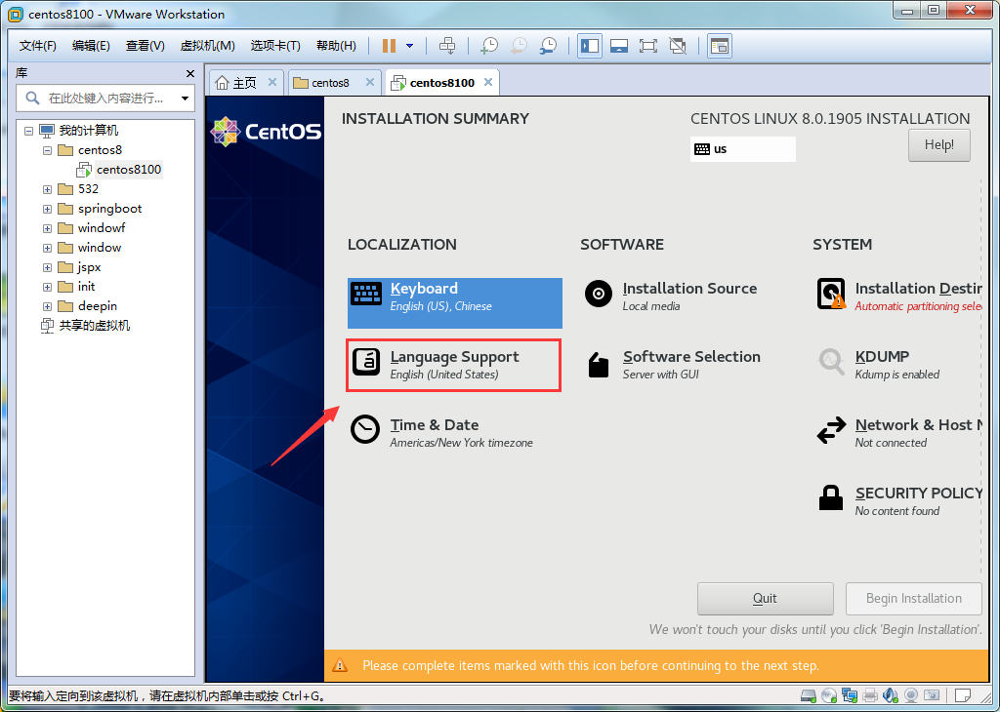 centos8100 - VMware Workstation
文件(F) 编辑(E) 查看(V) 虚拟机(M) 选项卡(T) 帮助(H)
库
在此处键入内容进行...
我的计算机
centos8
centos8100
532
springboot
windowf
window
jspx
init
deepin
共享的虚拟机
主页
centos8
centos8100
CentOS
INSTALLATION SUMMARY
CENTOS LINUX 8.0.1905 INSTALLATION
us
Help!
LOCALIZATION
Keyboard
English (US), Chinese
Language Support
English (United States)
Time & Date
Americas/New York timezone
SOFTWARE
Installation Source
Local media
Software Selection
Server with GUI
SYSTEM
Installation Destin
Automatic partitioning sele
KDUMP
Kdump is enabled
Network & Host N
Not connected
SECURITY POLICY
No content found
Quit
Begin Installation
We won't touch your disks until you click 'Begin Installation'.
Please complete items marked with this icon before continuing to the next step.
要将输入定向到该虚拟机，请在虚拟机内部单击或按 Ctrl+G。